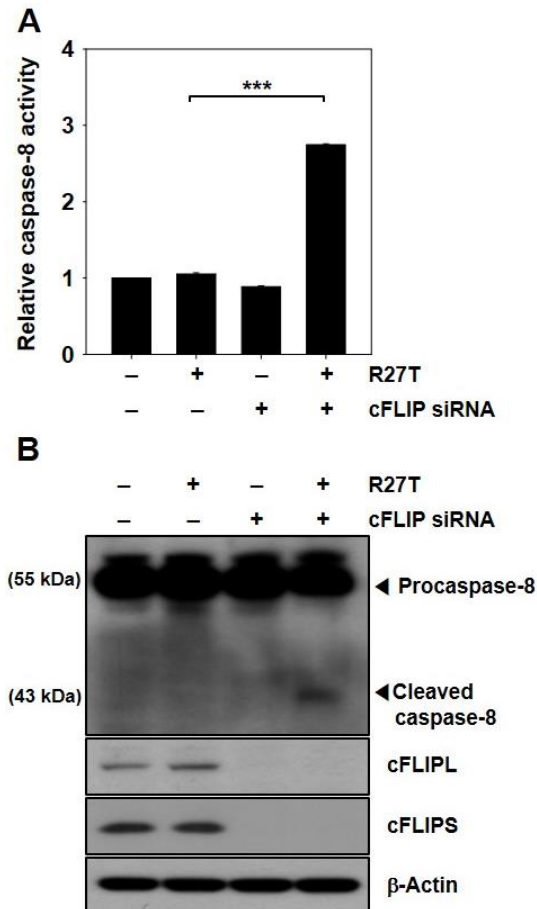 A
Relative caspase-8 activity
4
***
3
2
1
0
– + – + R27T
– – + + cFLIP siRNA
B
– + – + R27T
– – + + cFLIP siRNA
(55 kDa) ◀ Procaspase-8
(43 kDa) ◀Cleaved
caspase-8
cFLIPL
cFLIPS
β-Actin